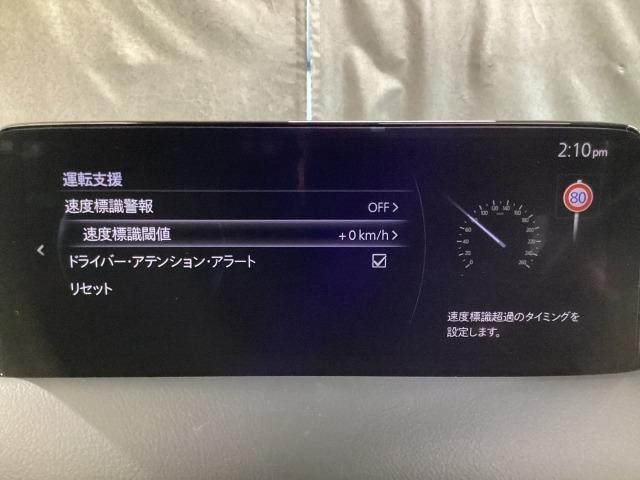 2:10pm
運転支援
速度標識警報 OFF
速度標識閾値 +0 km/h
ドライバー・アテンション・アラート
リセット
80
速度標識超過のタイミングを
設定します。